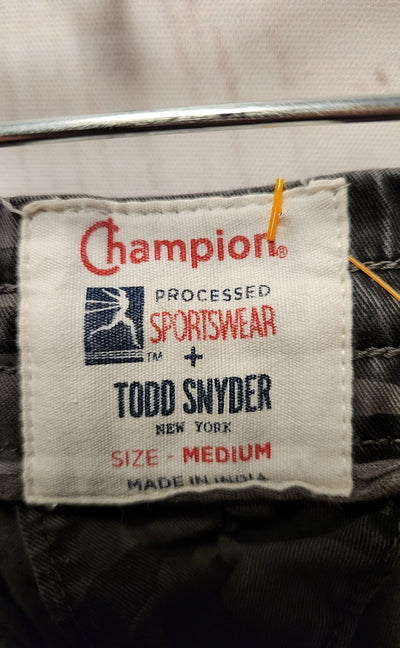 Champion®
PROCESSED
SPORTSWEAR
TM +
TODD SNYDER
NEW YORK
SIZE - MEDIUM
MADE IN INDIA